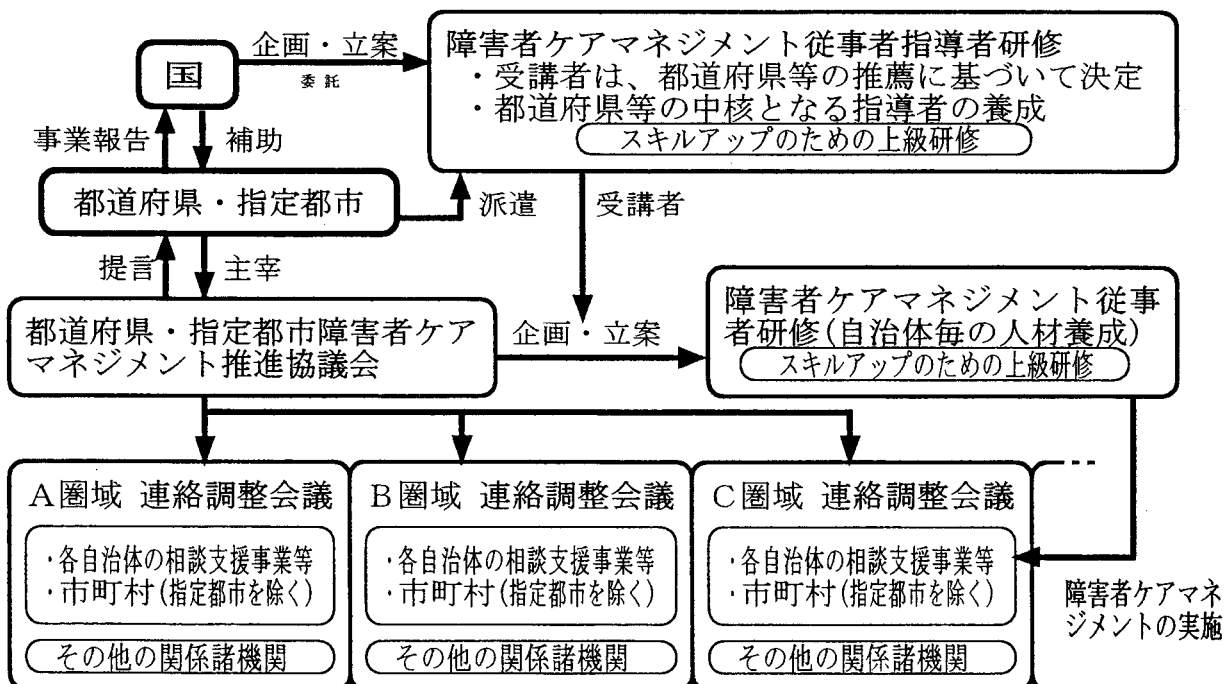 企画・立案
委託
国
障害者ケアマネジメント従事者指導者研修
・受講者は、都道府県等の推薦に基づいて決定
・都道府県等の中核となる指導者の養成
スキルアップのための上級研修
事業報告
補助
都道府県・指定都市
派遣
受講者
提言
主宰
都道府県・指定都市障害者ケア
マネジメント推進協議会
企画・立案
障害者ケアマネジメント従事
者研修(自治体毎の人材養成)
スキルアップのための上級研修
A圏域 連絡調整会議
・各自治体の相談支援事業等
・市町村(指定都市を除く)
その他の関係諸機関
B圏域 連絡調整会議
・各自治体の相談支援事業等
・市町村(指定都市を除く)
その他の関係諸機関
C圏域 連絡調整会議
・各自治体の相談支援事業等
・市町村(指定都市を除く)
その他の関係諸機関
障害者ケアマネ
ジメントの実施